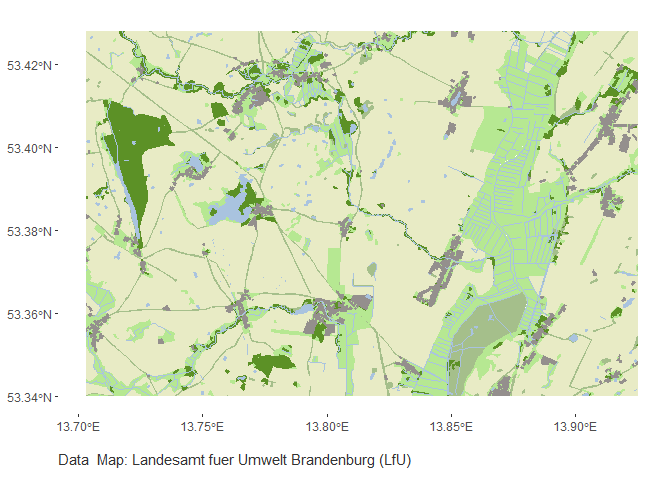 53.42°N
53.40°N
53.38°N
53.36°N
53.34°N
13.70°E
13.75°E
13.80°E
13.85°E
13.90°E
Data  Map: Landesamt fuer Umwelt Brandenburg (LfU)